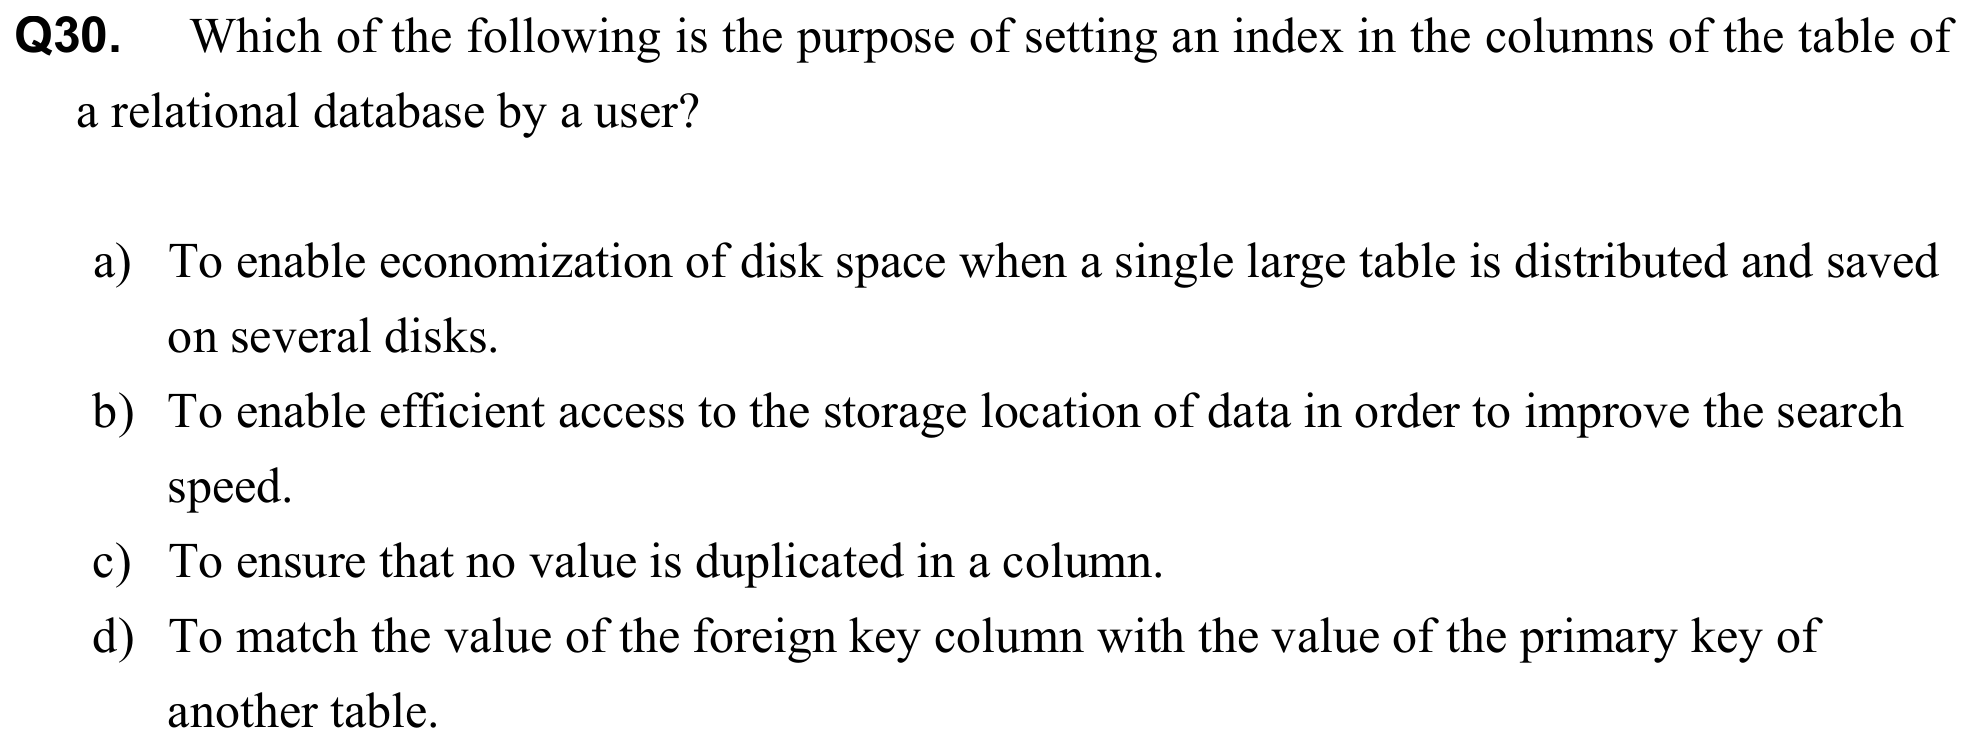 Q30. Which of the following is the purpose of setting an index in the columns of the table of
a relational database by a user?
a) To enable economization of disk space when a single large table is distributed and saved
on several disks.
b) To enable efficient access to the storage location of data in order to improve the search
speed.
c) To ensure that no value is duplicated in a column.
d) To match the value of the foreign key column with the value of the primary key of
another table.